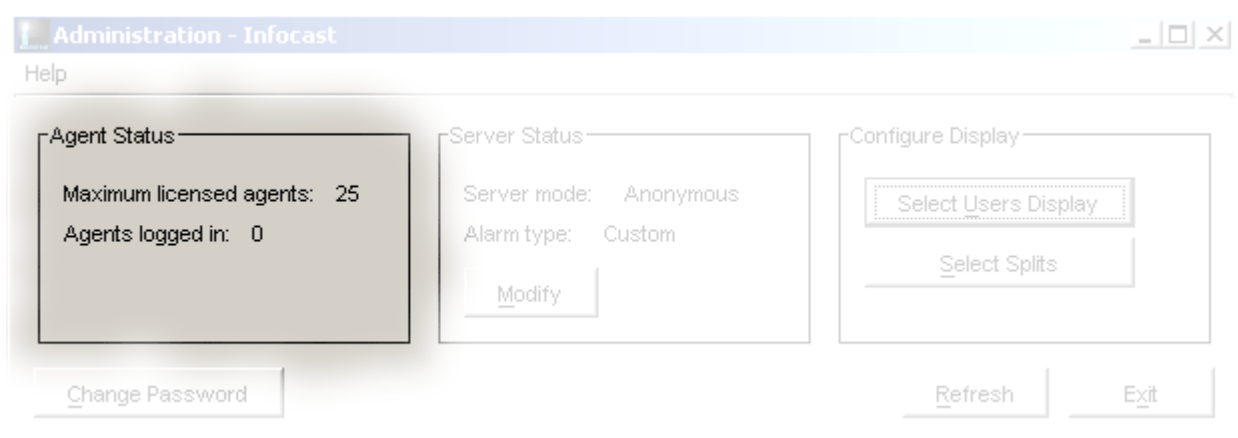 Administration - Infocast
Help
Agent Status
Maximum licensed agents: 25
Agents logged in: 0
Server Status
Server mode: Anonymous
Alarm type: Custom
Modify
Configure Display
Select Users Display
Select Splits
Change Password
Refresh
Exit